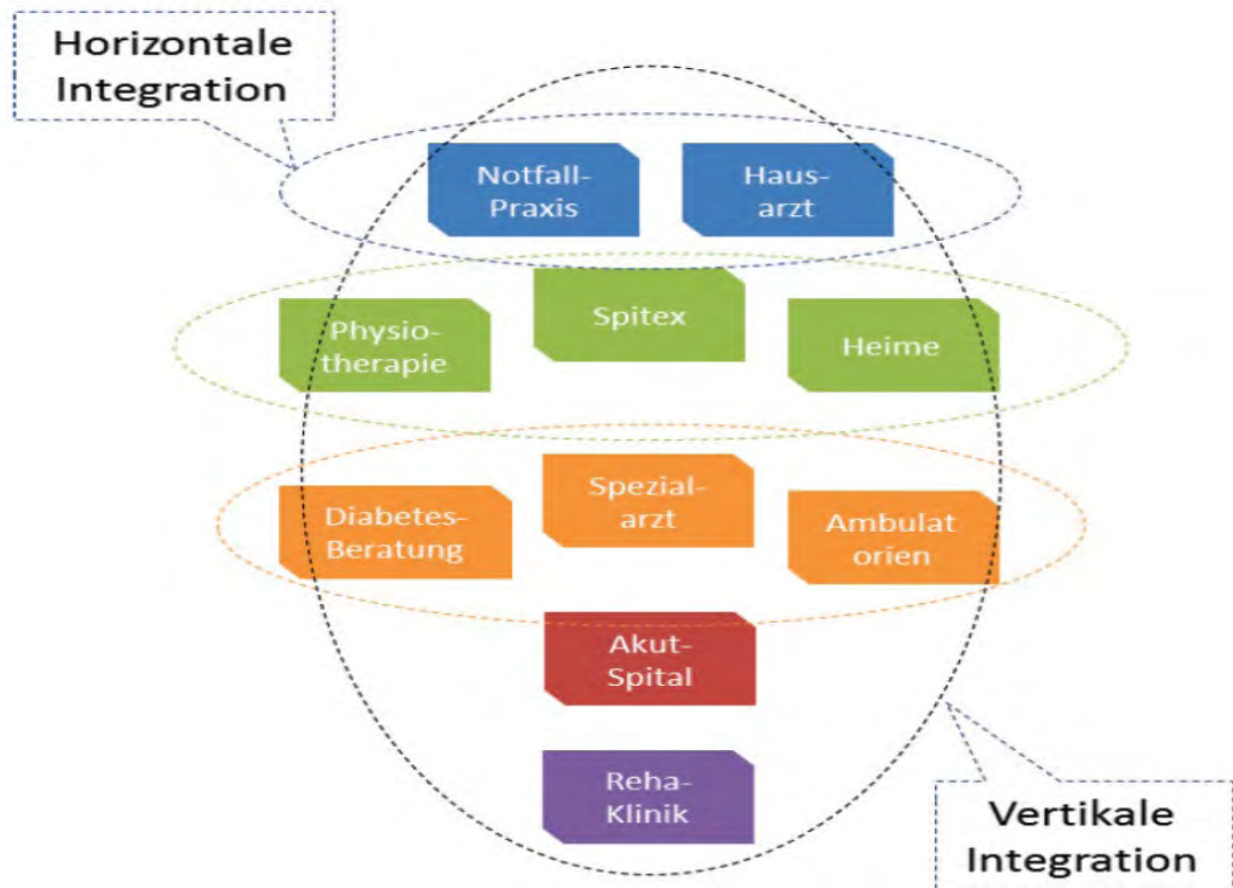 Horizontale
Integration
Notfall-
Praxis
Haus-
arzt
Physio-
therapie
Spitex
Heime
Diabetes-
Beratung
Spezial-
arzt
Ambulat
orien
Akut-
Spital
Reha-
Klinik
Vertikale
Integration